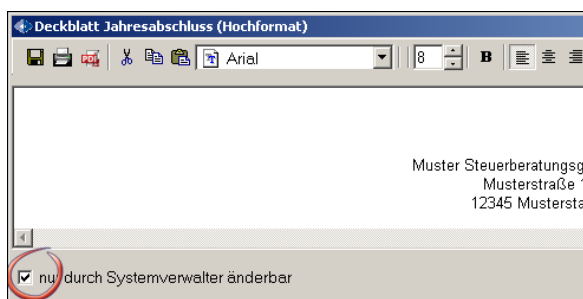 Deckblatt Jahresabschluss (Hochformat)
Arial 8 B
Muster Steuerberatungsg
Musterstraße 1
12345 Mustersta
nur durch Systemverwalter änderbar